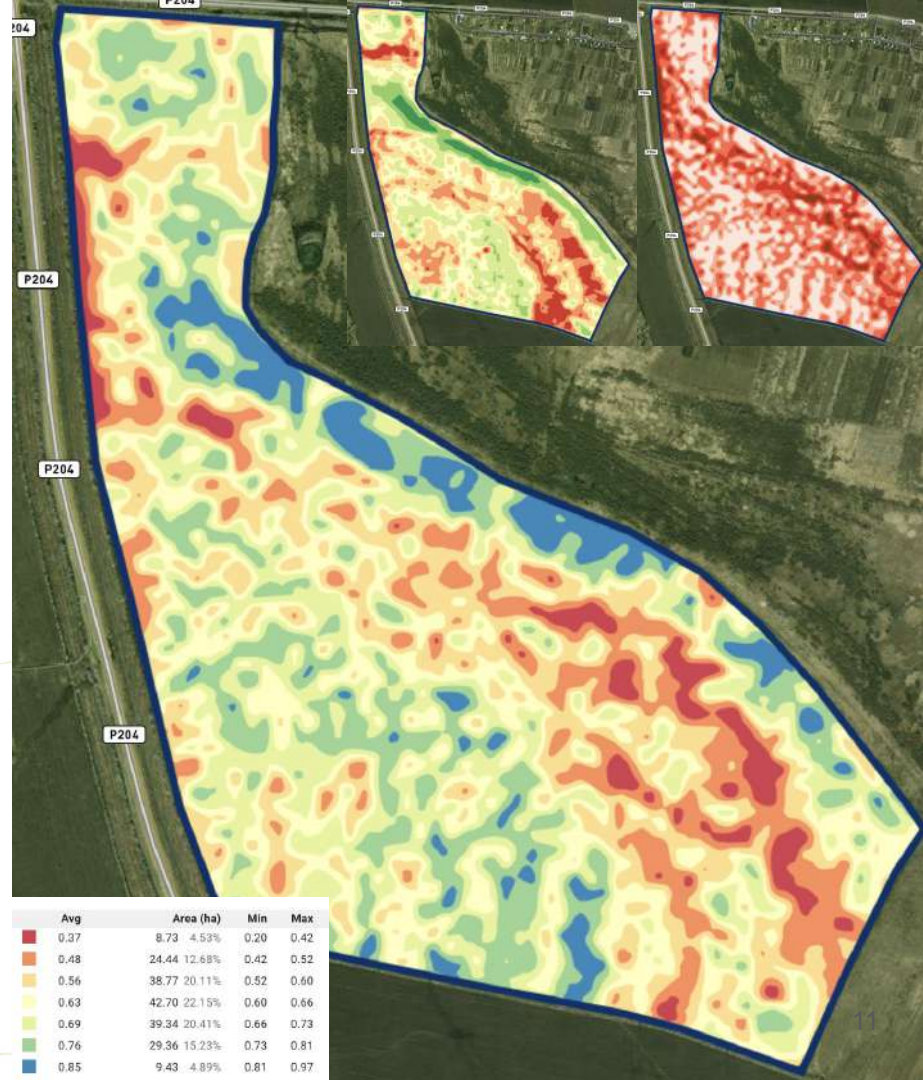 P204
204
P204
P204
P204
Avg Area (ha) Min Max
0.37 8.73 4.53% 0.20 0.42
0.48 24.44 12.68% 0.42 0.52
0.56 38.77 20.11% 0.52 0.60
0.63 42.70 22.15% 0.60 0.66
0.69 39.34 20.41% 0.66 0.73
0.76 29.36 15.23% 0.73 0.81
0.85 9.43 4.89% 0.81 0.97
11